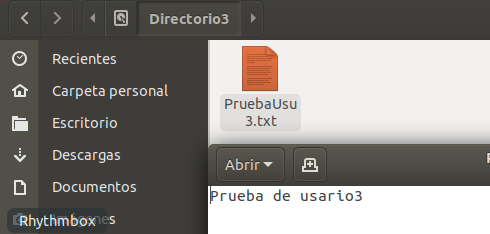 Directorio3
Recientes
Carpeta personal
Escritorio
Descargas
Documentos
Rhythmbox
PruebaUsu
3.txt
Abrir
Prueba de usario3